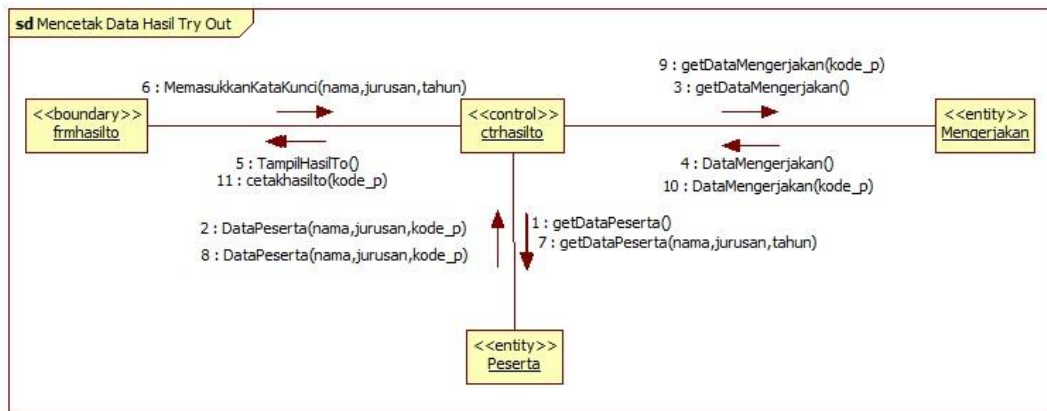 sd Mencetak Data Hasil Try Out
9 : getDataMengerjakan(kode_p)
3 : getDataMengerjakan()
6 : MemasukkanKataKunci(nama,jurusan,tahun)
<<boundary>>
frmhasilto
<<control>>
ctrhasilto
<<entity>>
Mengerjakan
5 : TampilHasilTo()
11 : cetakhasilto(kode_p)
4 : DataMengerjakan()
10 : DataMengerjakan(kode_p)
2 : DataPeserta(nama,jurusan,kode_p)
8 : DataPeserta(nama,jurusan,kode_p)
1 : getDataPeserta()
7 : getDataPeserta(nama,jurusan,tahun)
<<entity>>
Peserta